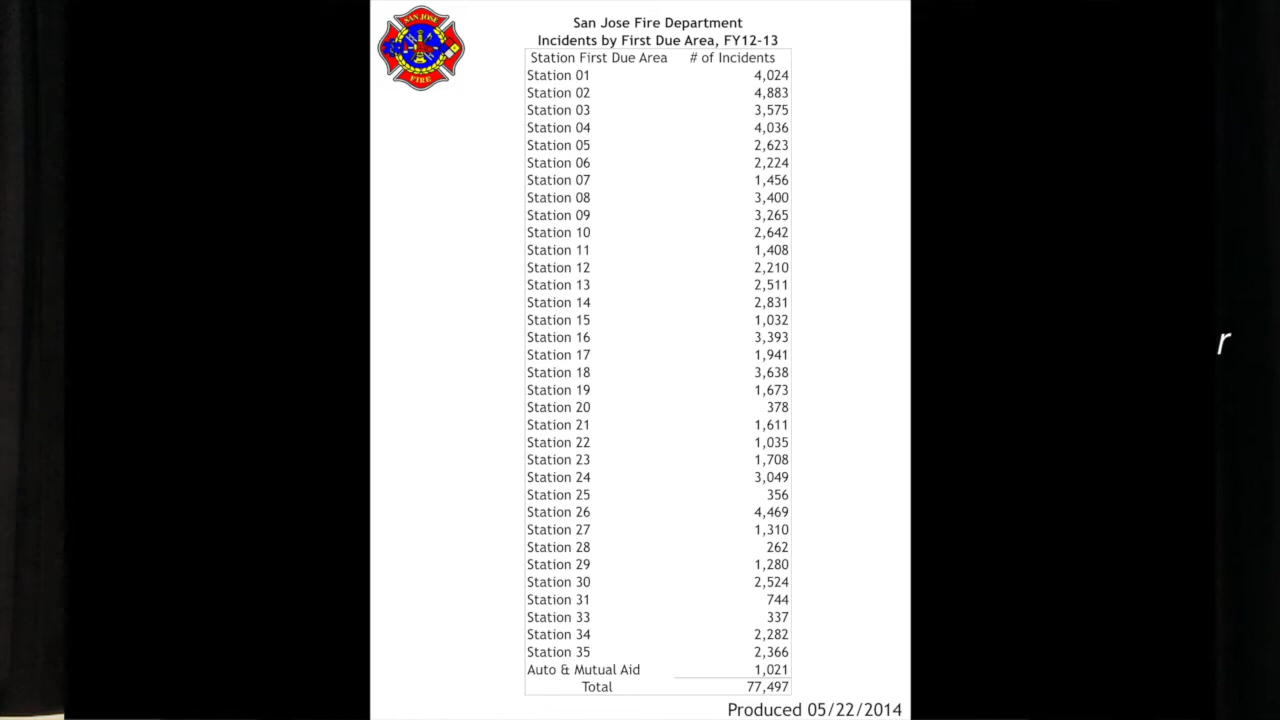 SAN JOSE
FIRE
San Jose Fire Department
Incidents by First Due Area, FY12-13
Station First Due Area # of Incidents
Station 01 4,024
Station 02 4,883
Station 03 3,575
Station 04 4,036
Station 05 2,623
Station 06 2,224
Station 07 1,456
Station 08 3,400
Station 09 3,265
Station 10 2,642
Station 11 1,408
Station 12 2,210
Station 13 2,511
Station 14 2,831
Station 15 1,032
Station 16 3,393
Station 17 1,941
Station 18 3,638
Station 19 1,673
Station 20 378
Station 21 1,611
Station 22 1,035
Station 23 1,708
Station 24 3,049
Station 25 356
Station 26 4,469
Station 27 1,310
Station 28 262
Station 29 1,280
Station 30 2,524
Station 31 744
Station 33 337
Station 34 2,282
Station 35 2,366
Auto & Mutual Aid 1,021
Total 77,497
Produced 05/22/2014
r